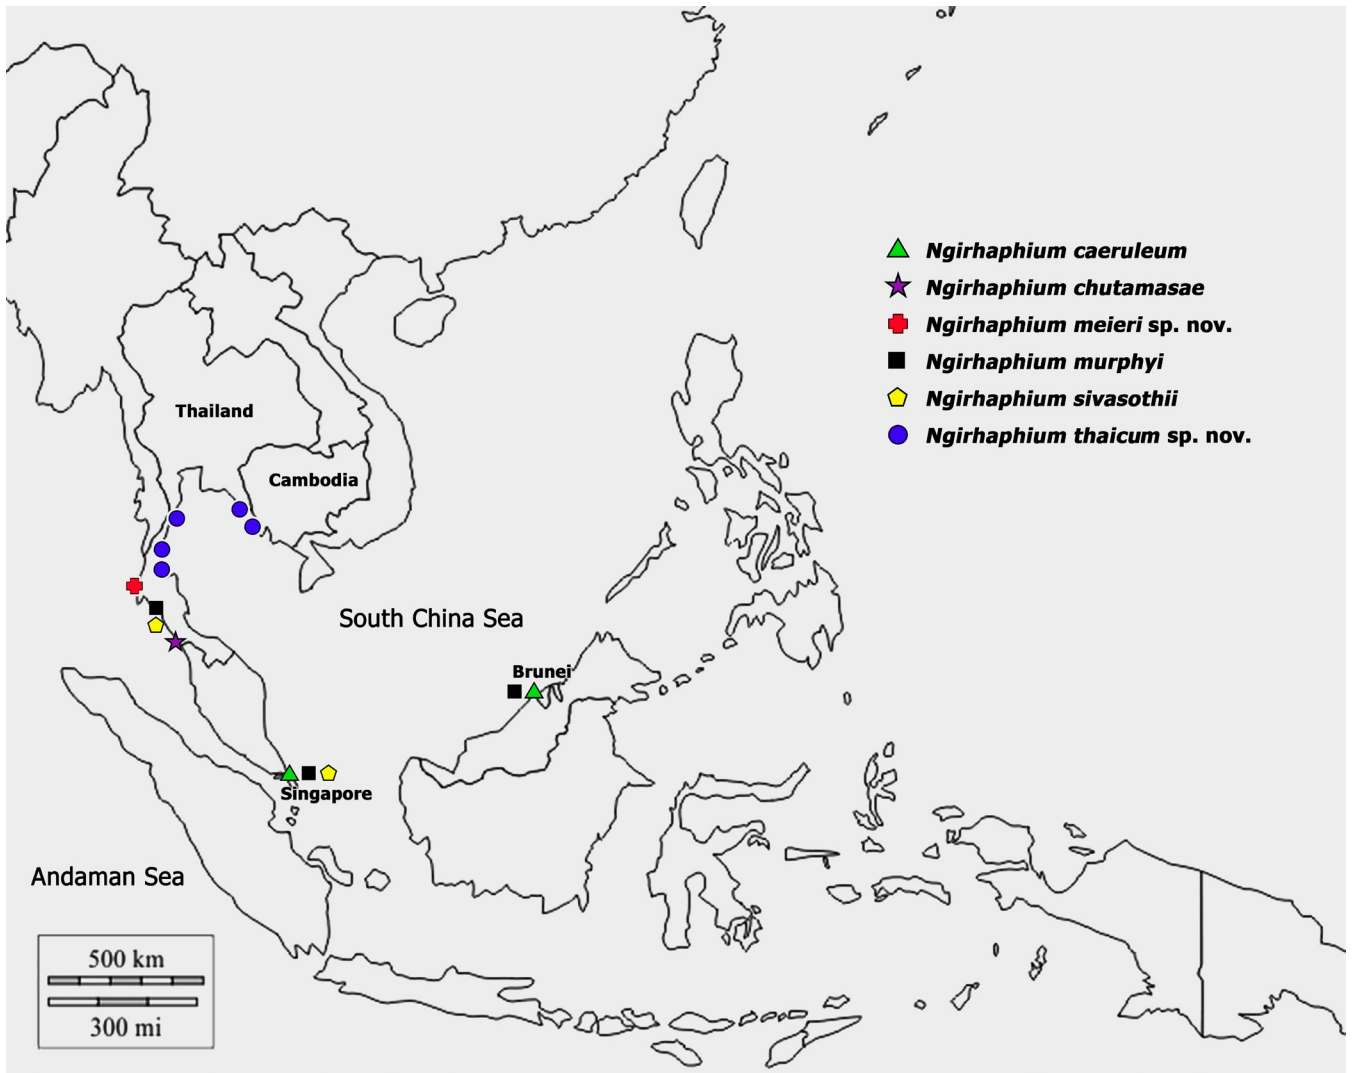 Ngirhaphium caeruleum
Ngirhaphium chutamasae
Ngirhaphium meieri sp. nov.
Ngirhaphium murphyi
Ngirhaphium sivasothii
Ngirhaphium thaicum sp. nov.
Thailand
Cambodia
South China Sea
Brunei
Singapore
Andaman Sea
500 km
300 mi